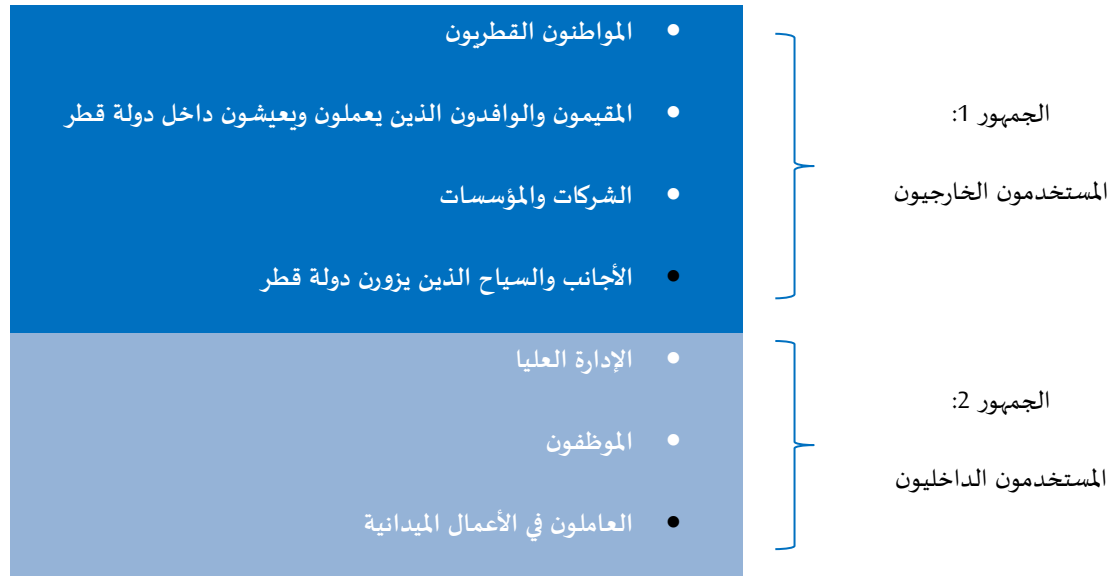 الجمهور 1:
المستخدمون الخارجيون
• المواطنون القطريون
• المقيمون والوافدون الذين يعملون ويعيشون داخل دولة قطر
• الشركات والمؤسسات
• الأجانب والسياح الذين يزورن دولة قطر
الجمهور 2:
المستخدمون الداخليون
• الإدارة العليا
• الموظفون
• العاملون في الأعمال الميدانية